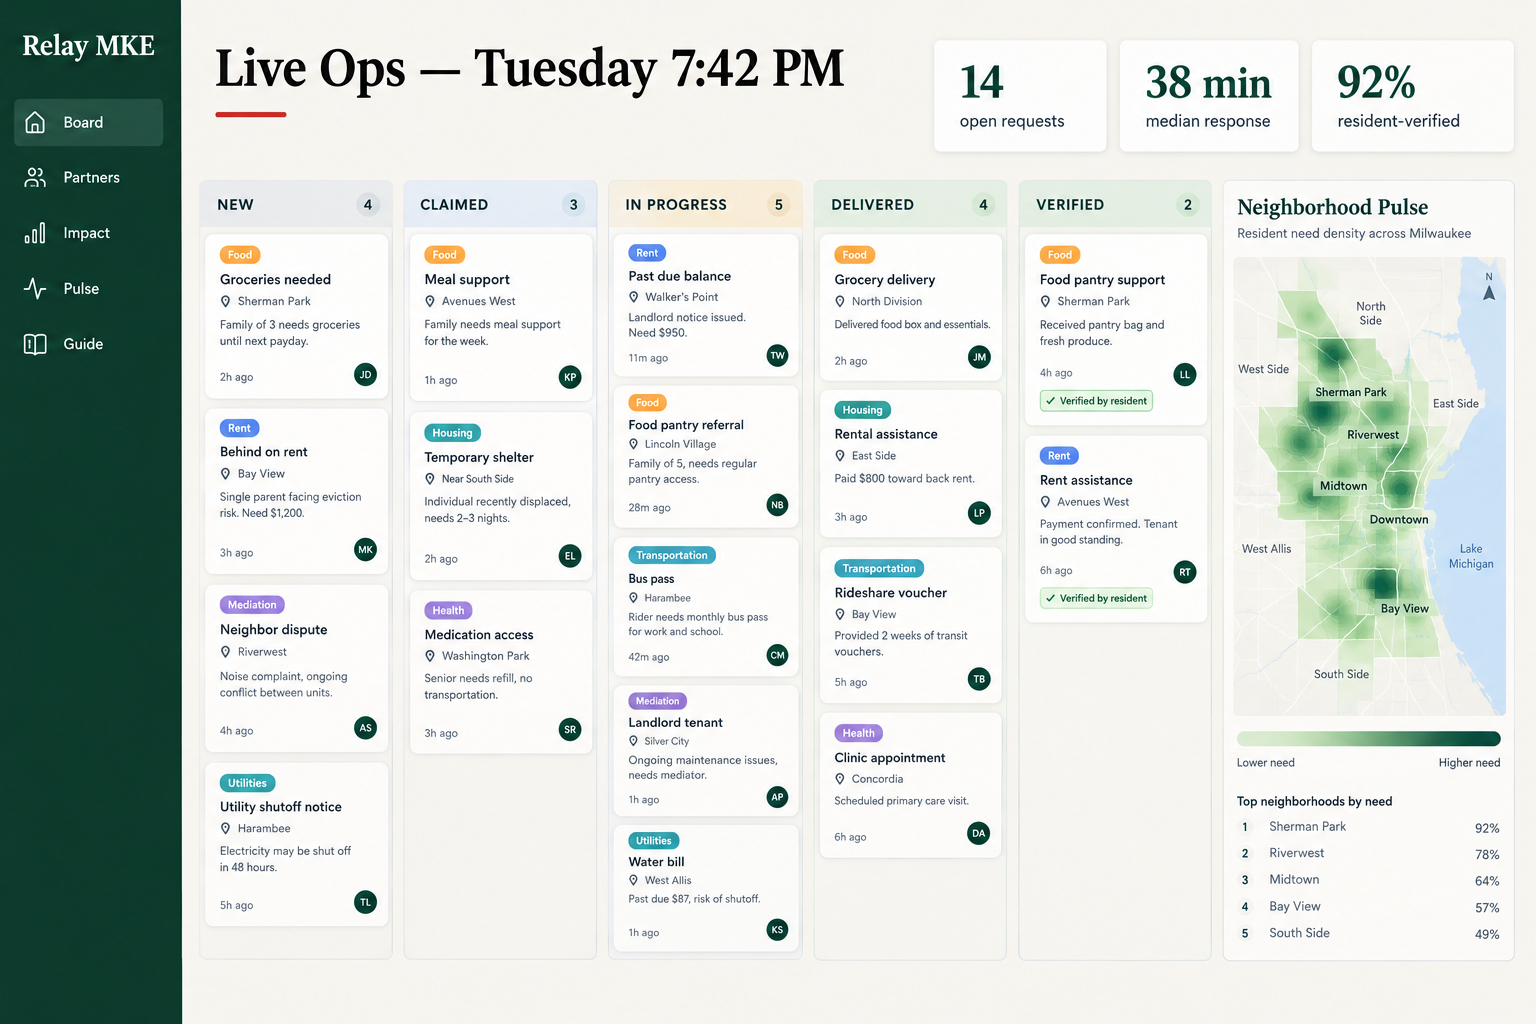 Relay MKE
Board
Partners
Impact
Pulse
Guide
Live Ops — Tuesday 7:42 PM
14
open requests
38 min
median response
92%
resident-verified
NEW 4
Food
Groceries needed
Sherman Park
Family of 3 needs groceries
until next payday.
2h ago JD
Rent
Behind on rent
Bay View
Single parent facing eviction
risk. Need $1,200.
3h ago MK
Mediation
Neighbor dispute
Riverwest
Noise complaint, ongoing
conflict between units.
4h ago AS
Utilities
Utility shutoff notice
Harambee
Electricity may be shut off
in 48 hours.
5h ago TL
CLAIMED 3
Food
Meal support
Avenues West
Family needs meal support
for the week.
1h ago KP
Housing
Temporary shelter
Near South Side
Individual recently displaced,
needs 2–3 nights.
2h ago EL
Health
Medication access
Washington Park
Senior needs refill, no
transportation.
3h ago SR
IN PROGRESS 5
Rent
Past due balance
Walker's Point
Landlord notice issued.
Need $950.
11m ago TW
Food
Food pantry referral
Lincoln Village
Family of 5, needs regular
pantry access.
28m ago NB
Transportation
Bus pass
Harambee
Rider needs monthly bus pass
for work and school.
42m ago CM
Mediation
Landlord tenant
Silver City
Ongoing maintenance issues,
needs mediator.
1h ago AP
Utilities
Water bill
West Allis
Past due $87, risk of shutoff.
1h ago KS
DELIVERED 4
Food
Grocery delivery
North Division
Delivered food box and essentials.
2h ago JM
Housing
Rental assistance
East Side
Paid $800 toward back rent.
3h ago LP
Transportation
Rideshare voucher
Bay View
Provided 2 weeks of transit
vouchers.
5h ago TB
Health
Clinic appointment
Concordia
Scheduled primary care visit.
6h ago DA
VERIFIED 2
Food
Food pantry support
Sherman Park
Received pantry bag and
fresh produce.
4h ago LL
✓ Verified by resident
Rent
Rent assistance
Avenues West
Payment confirmed. Tenant
in good standing.
6h ago RT
✓ Verified by resident
Neighborhood Pulse
Resident need density across Milwaukee
N
North
Side
West Side
Sherman Park
East Side
Riverwest
Midtown
Downtown
West Allis
Lake
Michigan
Bay View
South Side
Lower need Higher need
Top neighborhoods by need
1 Sherman Park 92%
2 Riverwest 78%
3 Midtown 64%
4 Bay View 57%
5 South Side 49%